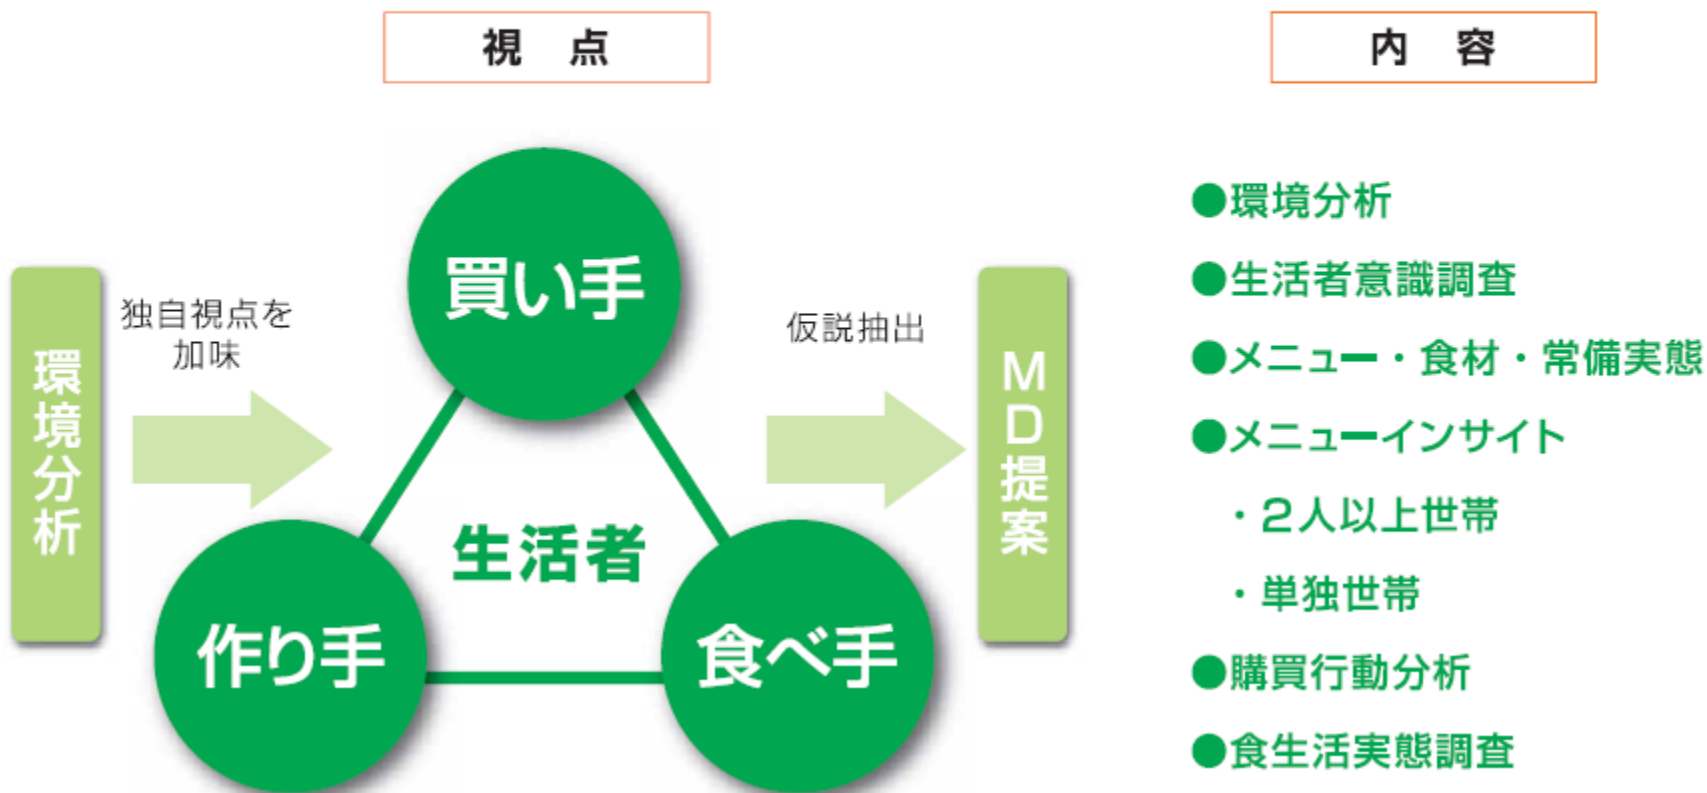 視 点
内 容
環境分析
独自視点を
加味
買い手
作り手
食べ手
生活者
仮説抽出
MD提案
●環境分析
●生活者意識調査
●メニュー・食材・常備実態
●メニューインサイト
・2人以上世帯
・単独世帯
●購買行動分析
●食生活実態調査